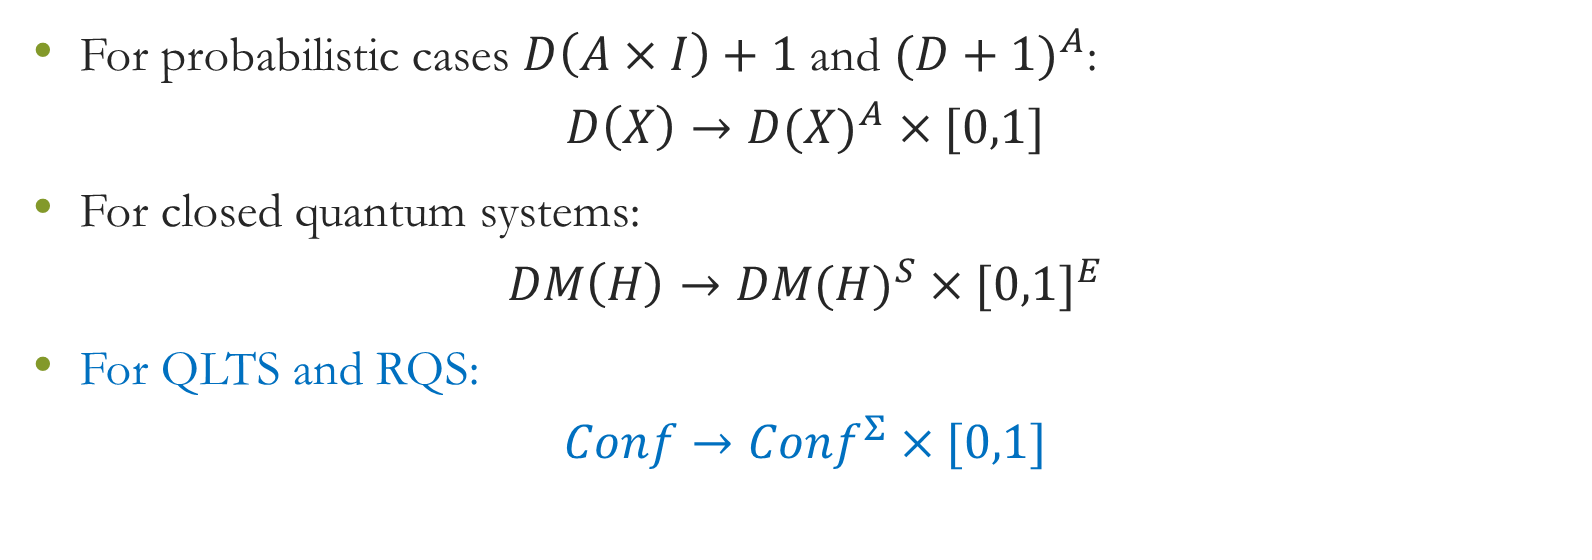 • For probabilistic cases D(A × I) + 1 and (D + 1)^A:
D(X) → D(X)^A × [0,1]
• For closed quantum systems:
DM(H) → DM(H)^S × [0,1]^E
• For QLTS and RQS:
Conf → Conf^Σ × [0,1]